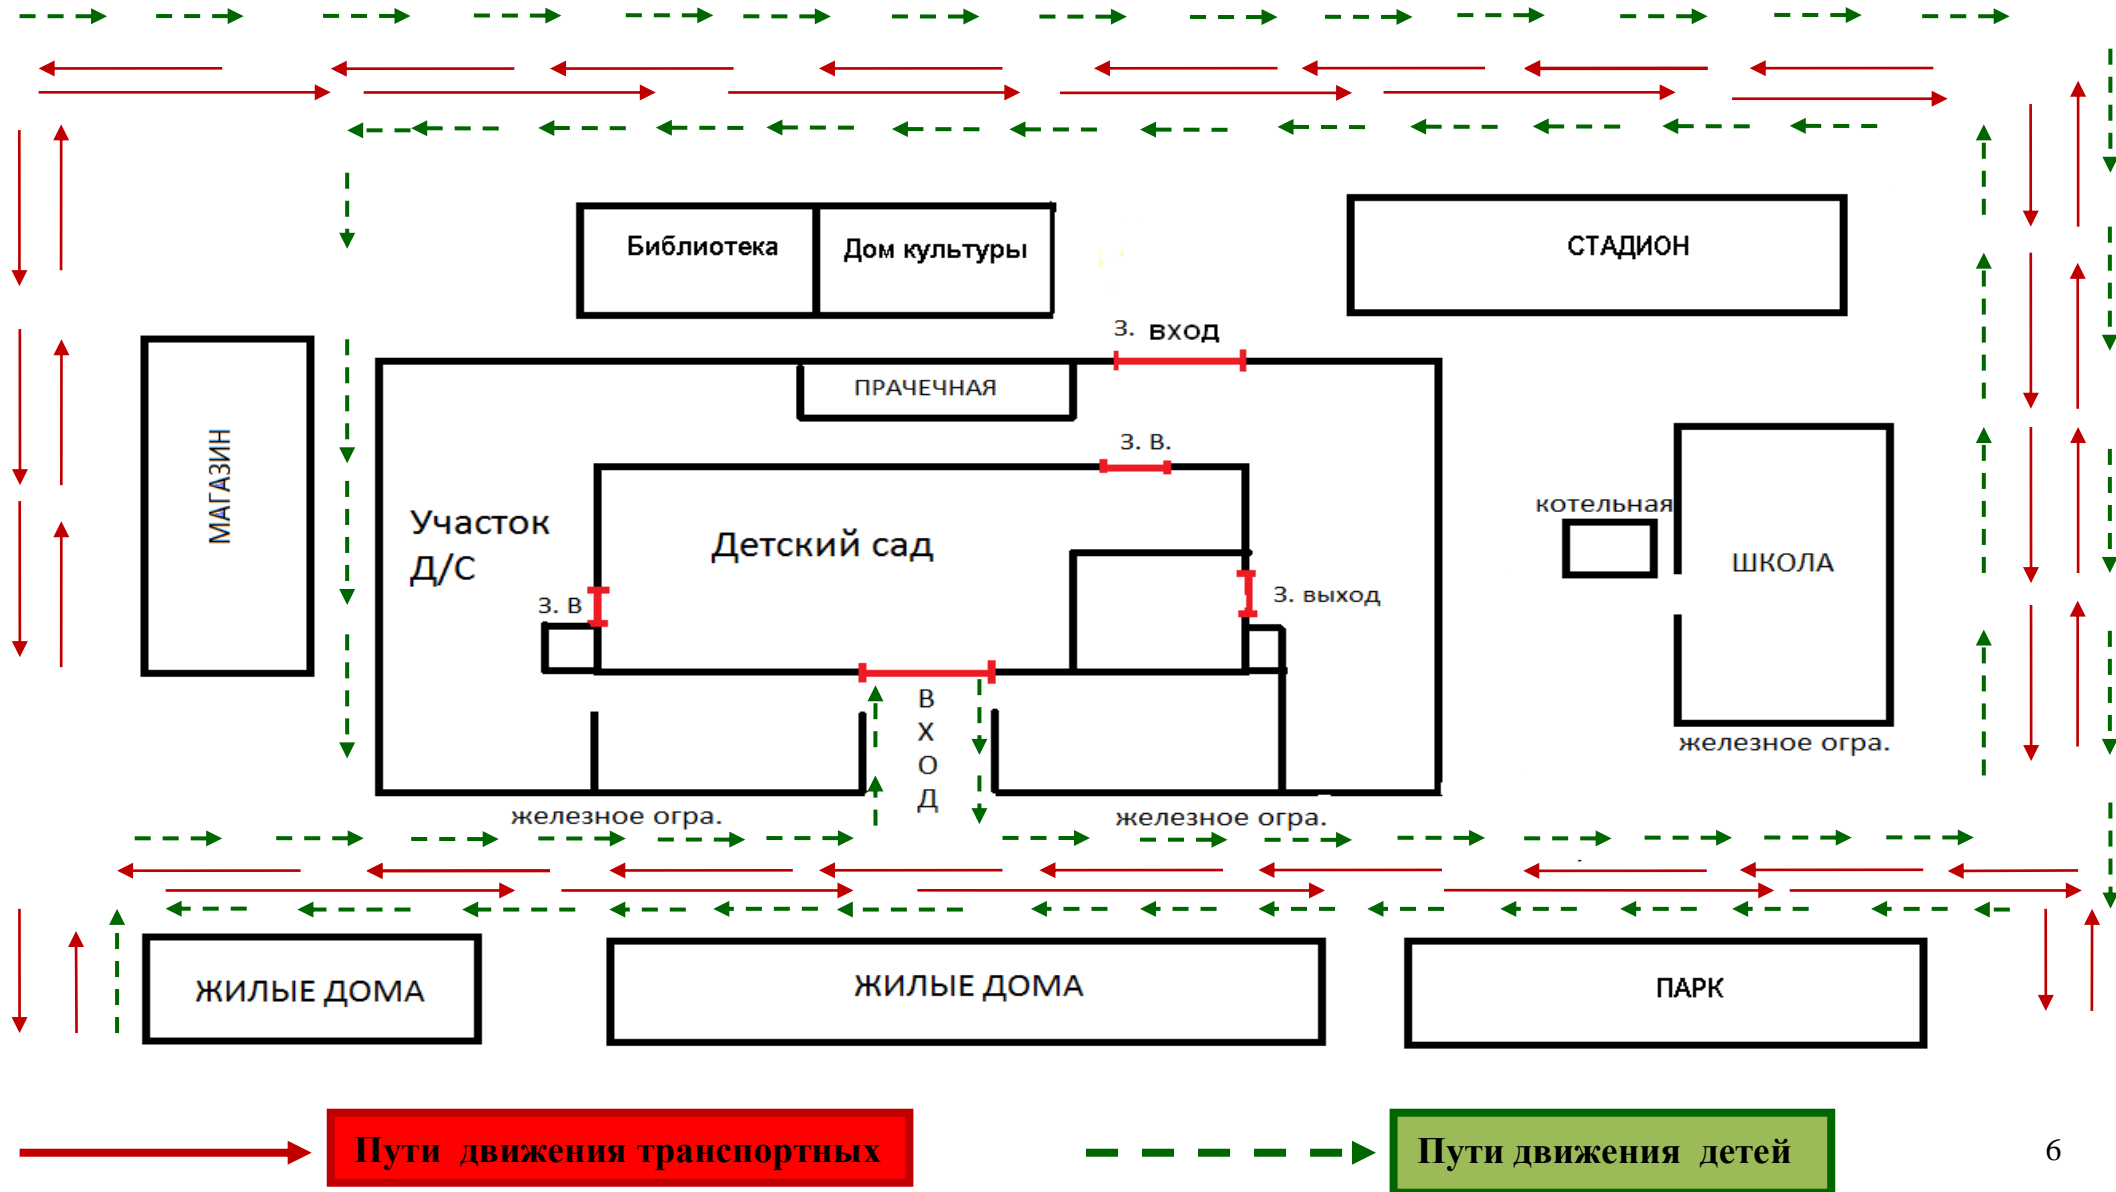 Библиотека
Дом культуры
СТАДИОН
З. вход
ПРАЧЕЧНАЯ
МАГАЗИН
З. В.
Участок
Д/С
Детский сад
котельная
ШКОЛА
З. В
З. выход
В
Х
О
Д
железное огра.
железное огра.
железное огра.
ЖИЛЫЕ ДОМА
ЖИЛЫЕ ДОМА
ПАРК
Пути движения транспортных
Пути движения детей
6